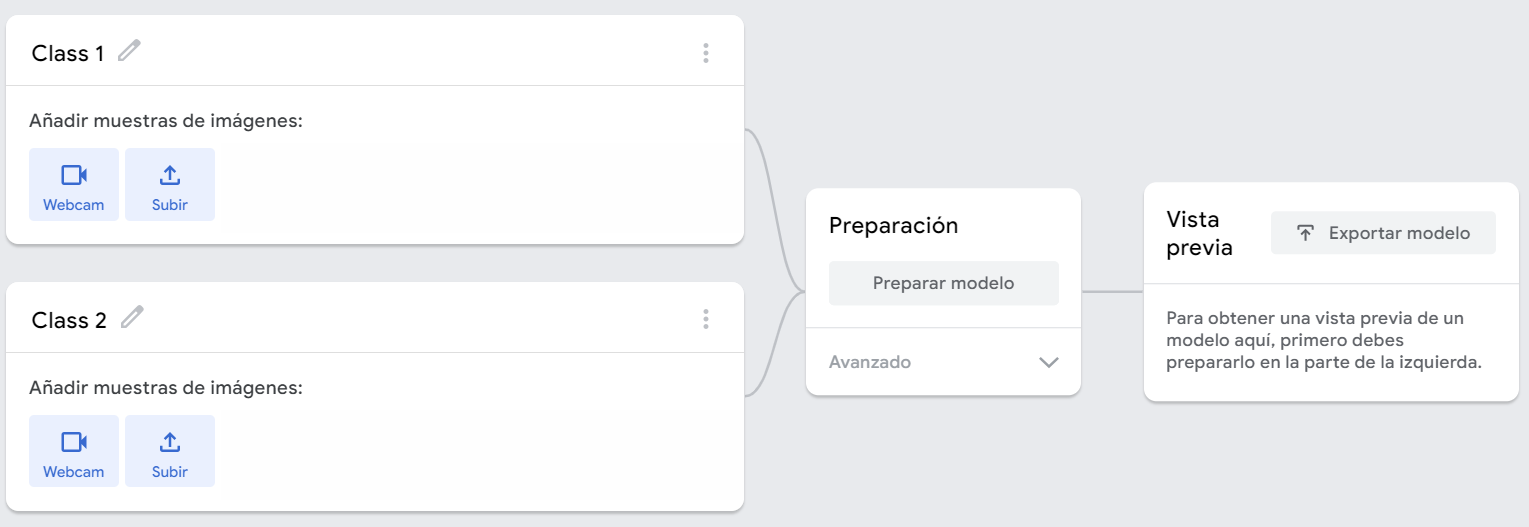 Class 1
Añadir muestras de imágenes:
Webcam
Subir
Class 2
Añadir muestras de imágenes:
Webcam
Subir
Preparación
Preparar modelo
Avanzado
Vista
previa
Exportar modelo
Para obtener una vista previa de un
modelo aquí, primero debes
prepararlo en la parte de la izquierda.